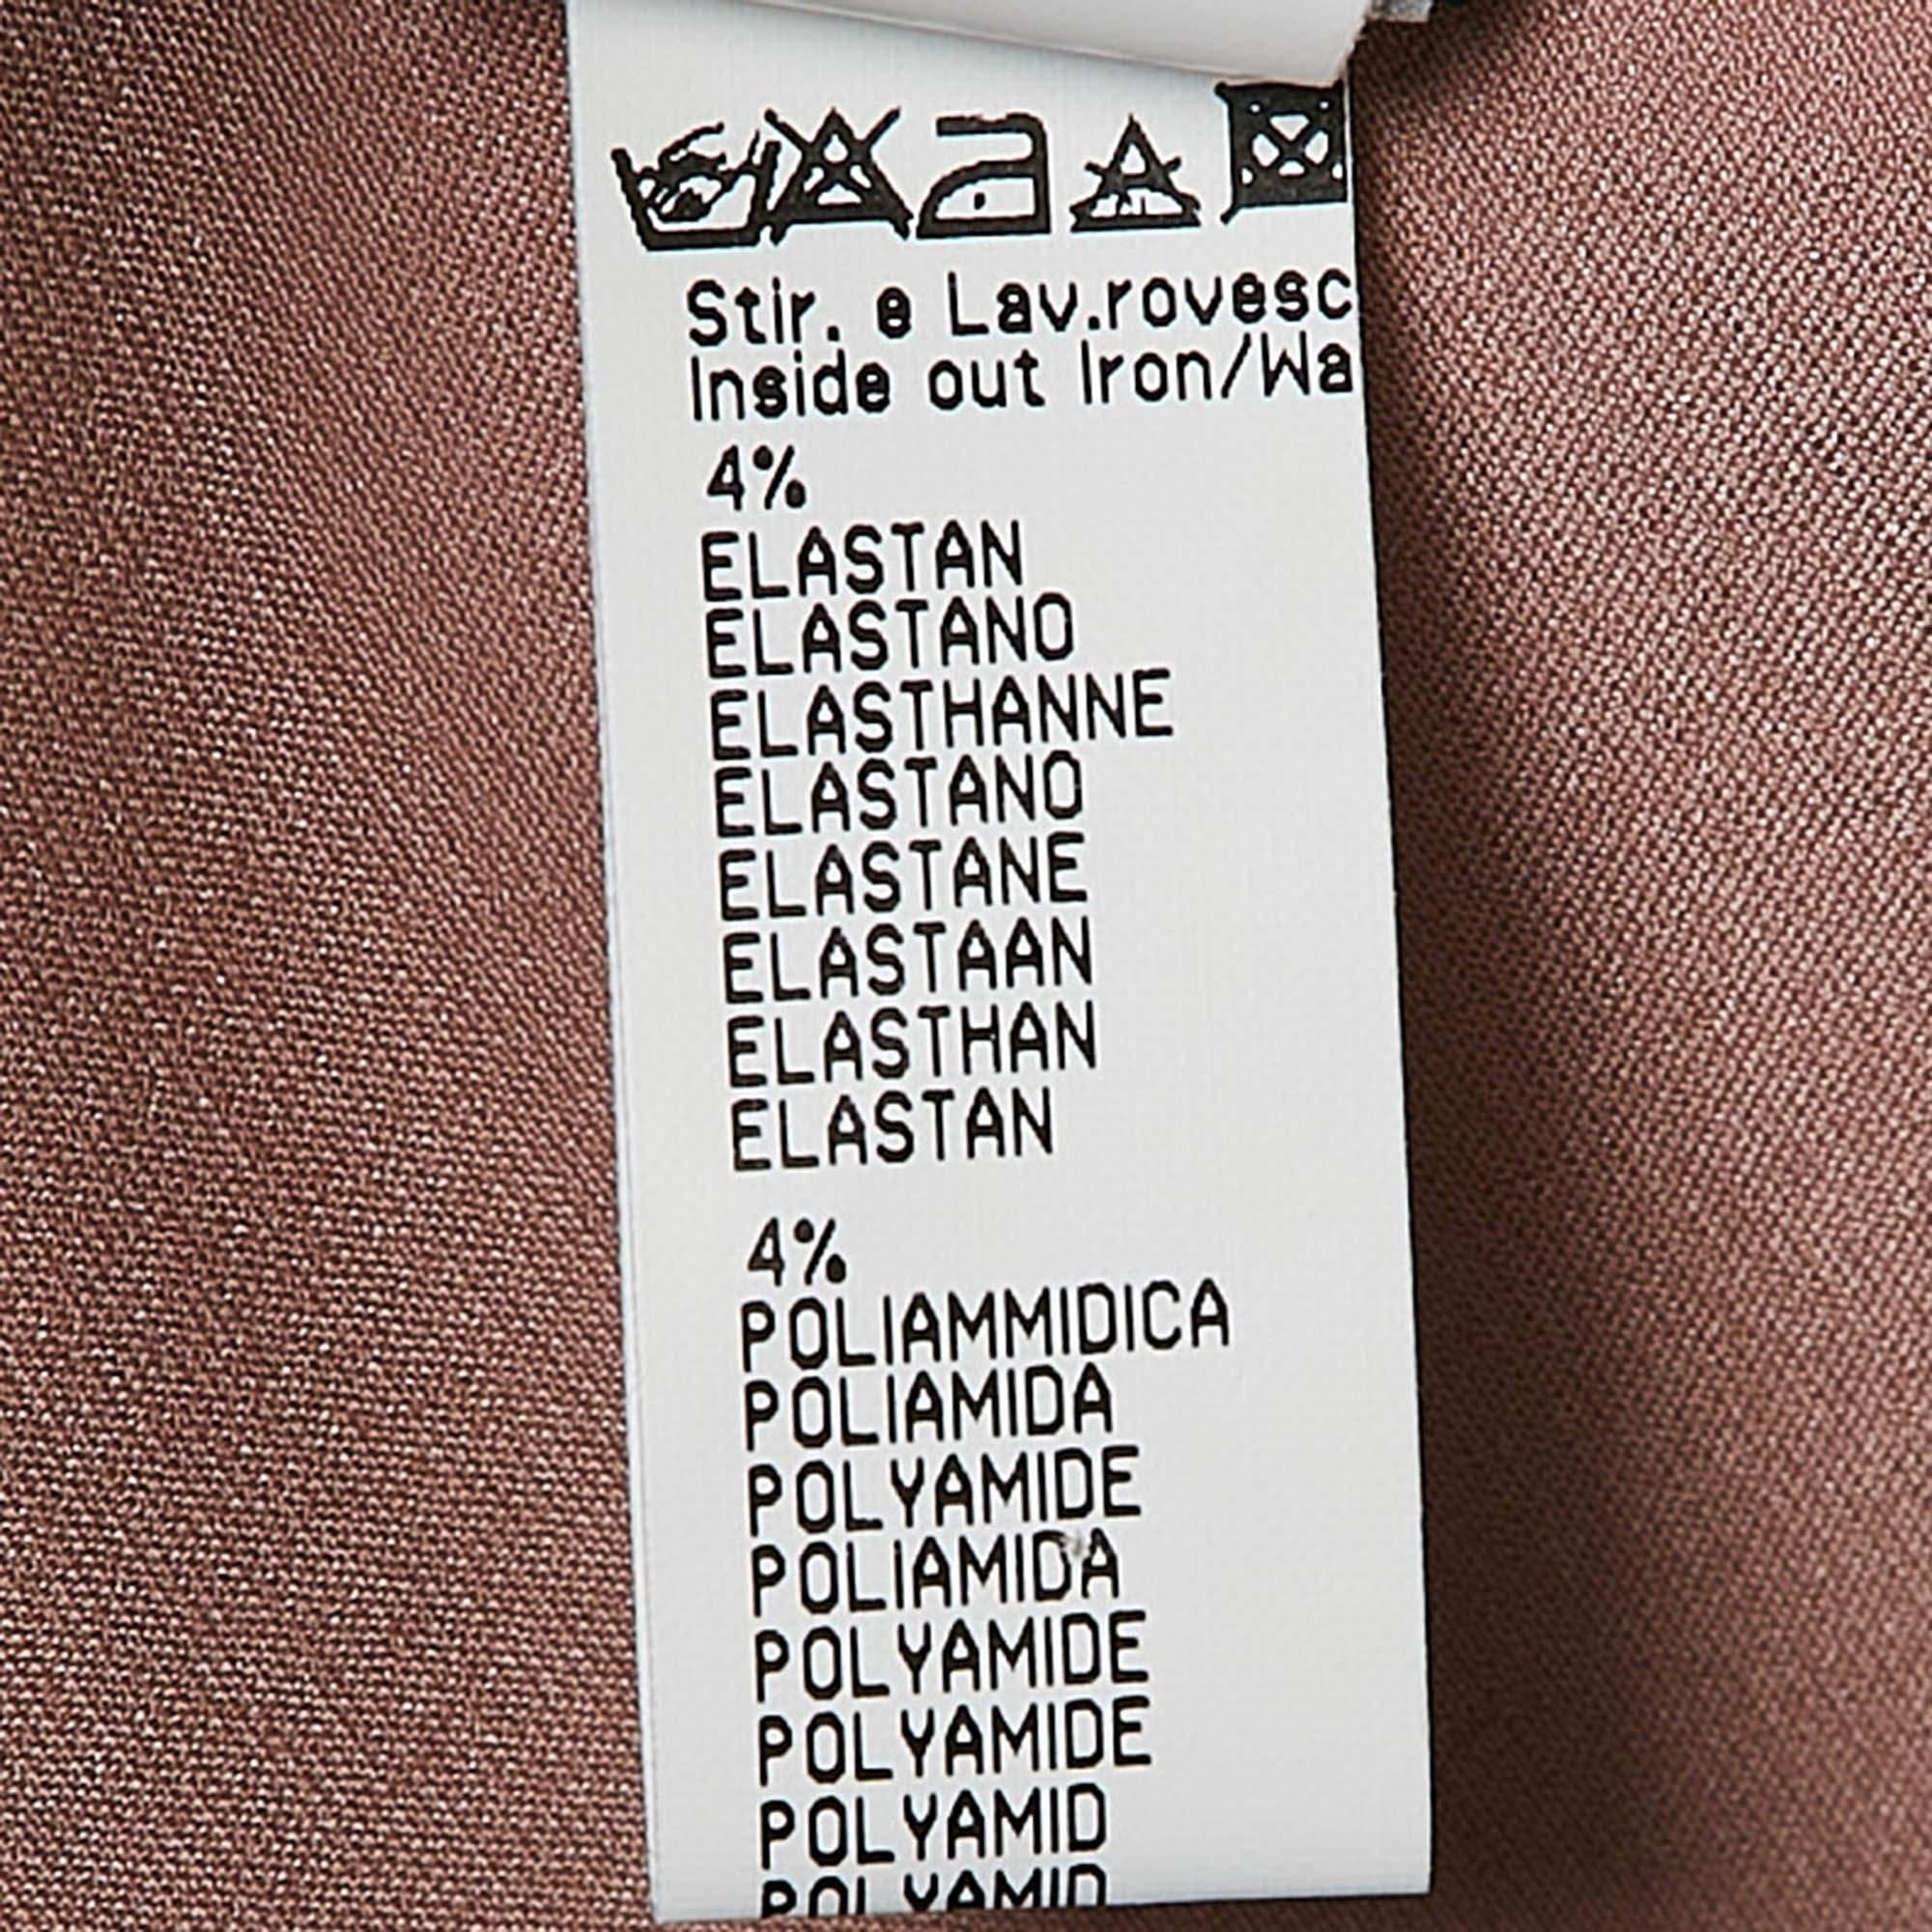 Stir. e Lav.rovesc
Inside out Iron/Wa
4%
ELASTAN
ELASTANO
ELASTHANNE
ELASTANO
ELASTANE
ELASTAAN
ELASTHAN
ELASTAN
4%
POLIAMMIDICA
POLIAMIDA
POLYAMIDE
POLIAMIDA
POLYAMIDE
POLYAMIDE
POLYAMID
POLYAMID